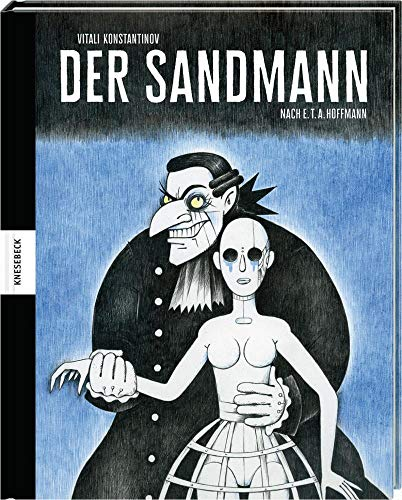 VITALI KONSTANTINOV
DER SANDMANN
NACH E. T. A. HOFFMANN
KNESEBECK